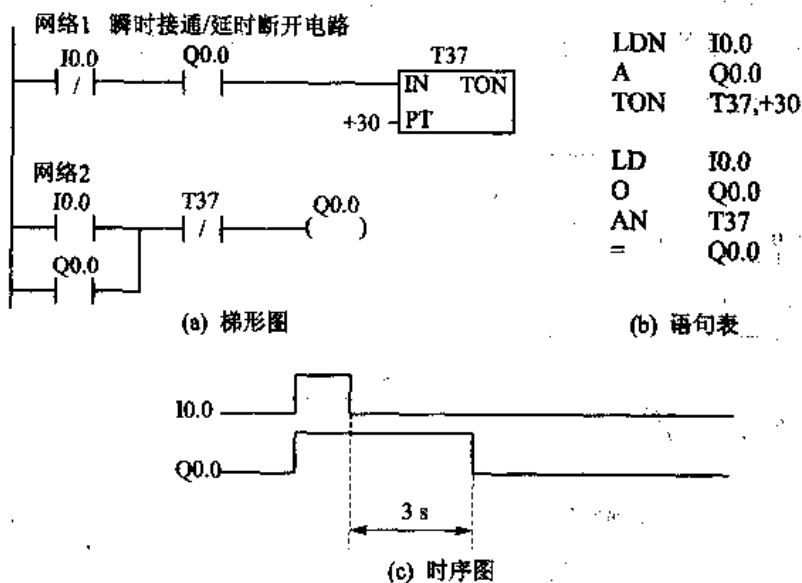 网络1 瞬时接通/延时断开电路
I0.0 Q0.0 T37
IN TON
+30 PT
网络2
I0.0 T37 Q0.0
Q0.0
(a) 梯形图
LDN I0.0
A Q0.0
TON T37,+30
LD I0.0
O Q0.0
AN T37
= Q0.0
(b) 语句表
I0.0
Q0.0
3 s
(c) 时序图